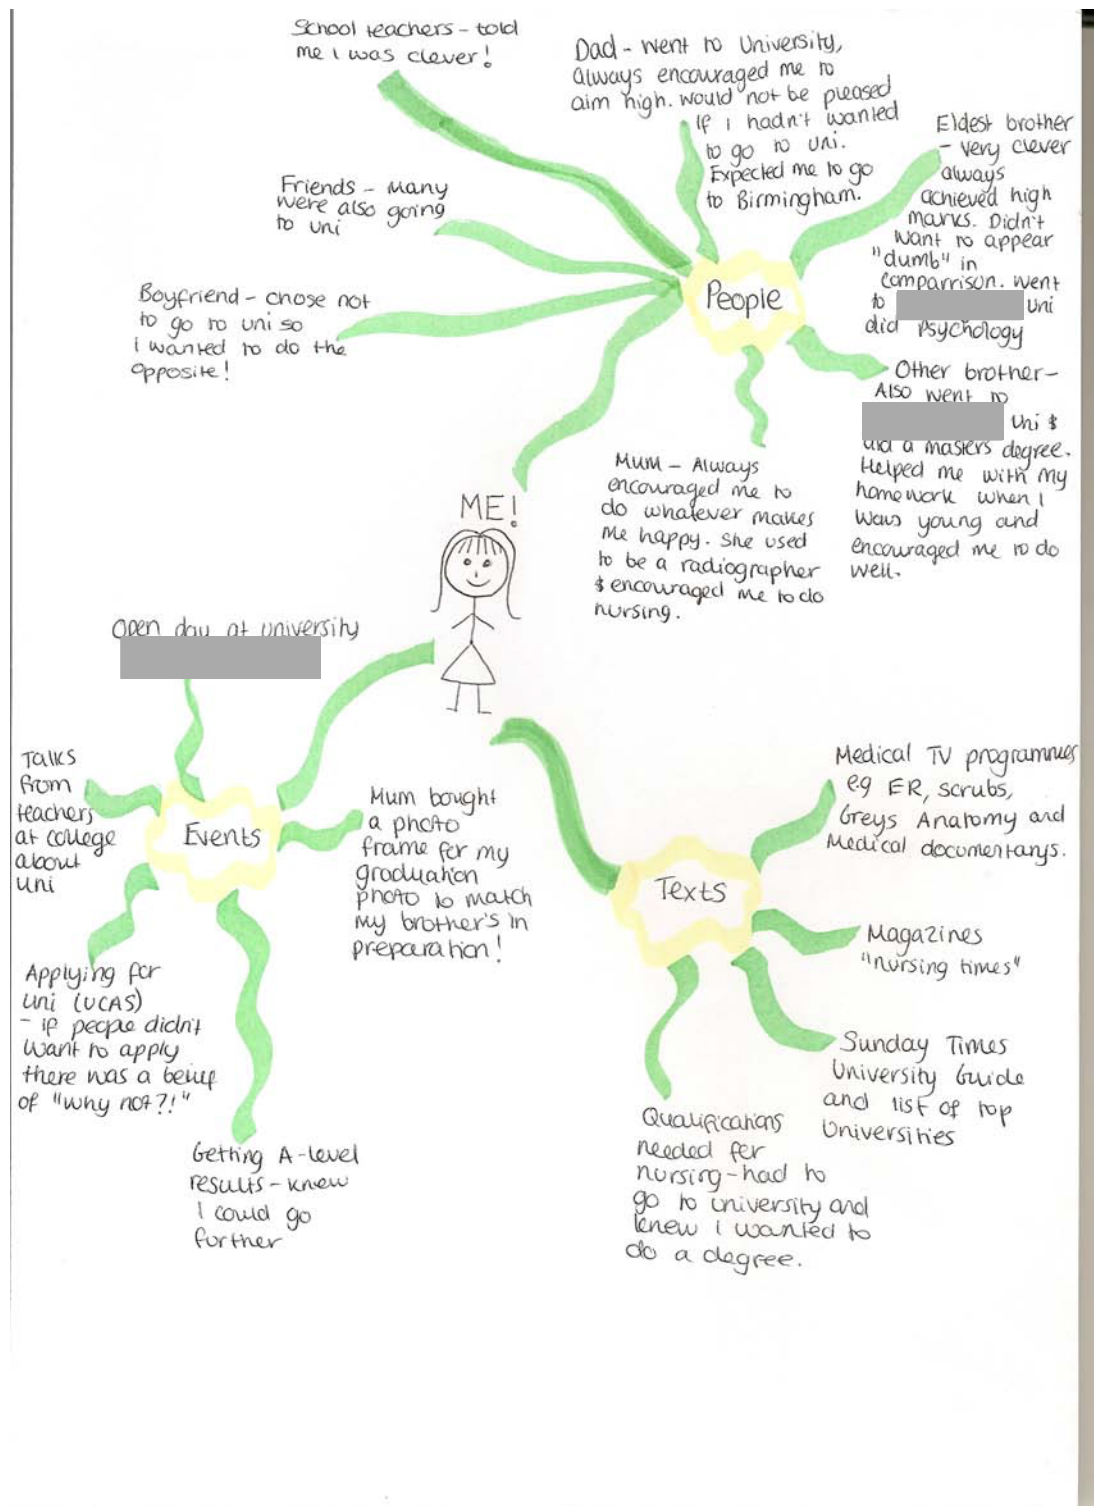 School teachers - told
me I was clever!
Dad - went to University,
always encouraged me to
aim high. would not be pleased
if i hadn't wanted
to go to uni.
Expected me to go
to Birmingham.
Eldest brother
- very clever
always
achieved high
marks. Didn't
want to appear
"dumb" in
comparrison. went
to uni
did Psychology
Friends - Many
were also going
to uni
Boyfriend - chose not
to go to uni so
i wanted to do the
opposite!
People
Other brother -
Also went to
Uni &
did a masters degree.
Helped me with my
homework when I
was young and
encouraged me to do
well.
Mum - Always
encouraged me to
do whatever makes
me happy. She used
to be a radiographer
& encouraged me to do
nursing.
ME!
Open day at university
Talks
from
teachers
at college
about
uni
Events
Mum bought
a photo
frame for my
graduation
photo to match
my brother's in
preparation!
Applying for
uni (UCAS)
- if people didn't
want to apply
there was a belief
of "why not?!"
Getting A-level
results - knew
I could go
further
Texts
Medical TV programmes
e.g ER, scrubs,
Greys Anatomy and
Medical documentarys.
Magazines
"nursing times"
Sunday Times
University Guide
and list of top
Universities
Qualifications
needed for
nursing - had to
go to university and
knew i wanted to
do a degree.